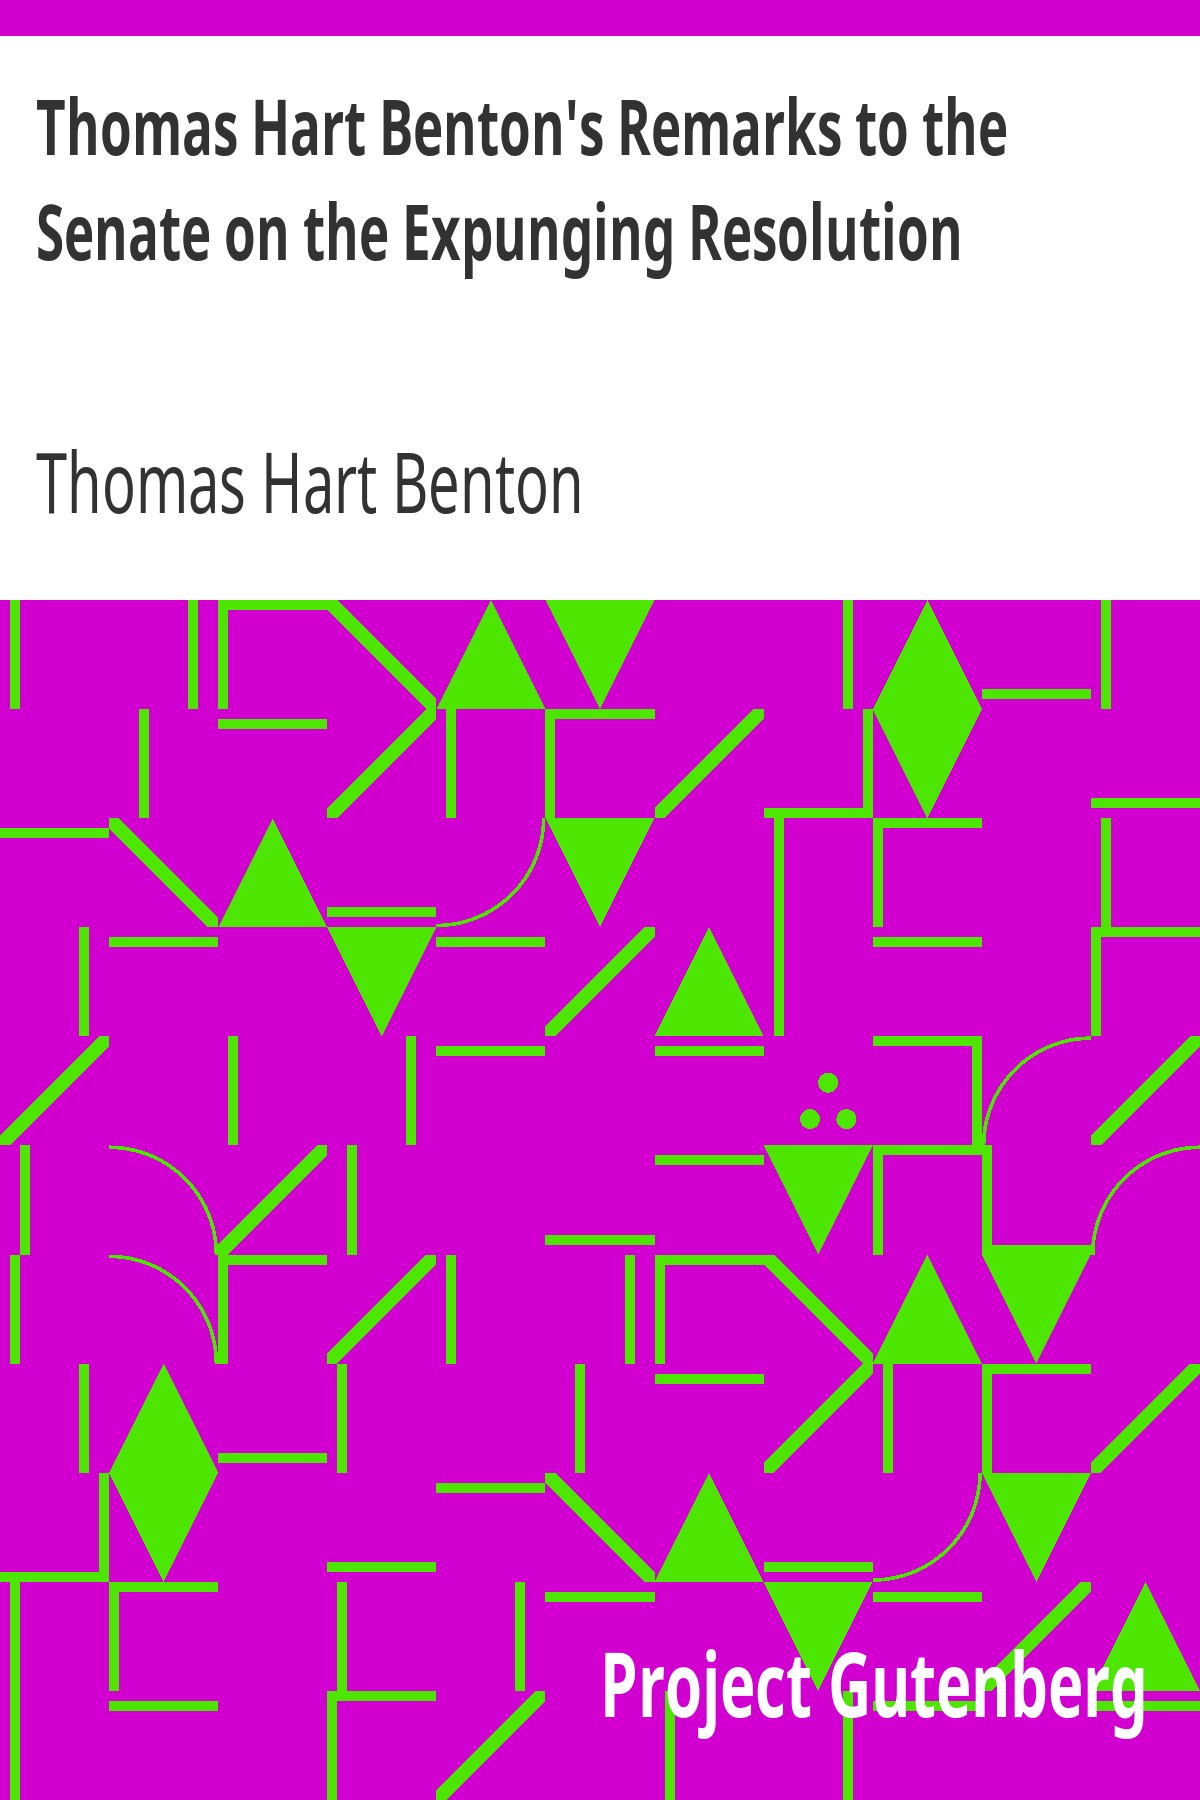 Thomas Hart Benton's Remarks to the
Senate on the Expunging Resolution
Thomas Hart Benton
Project Gutenberg